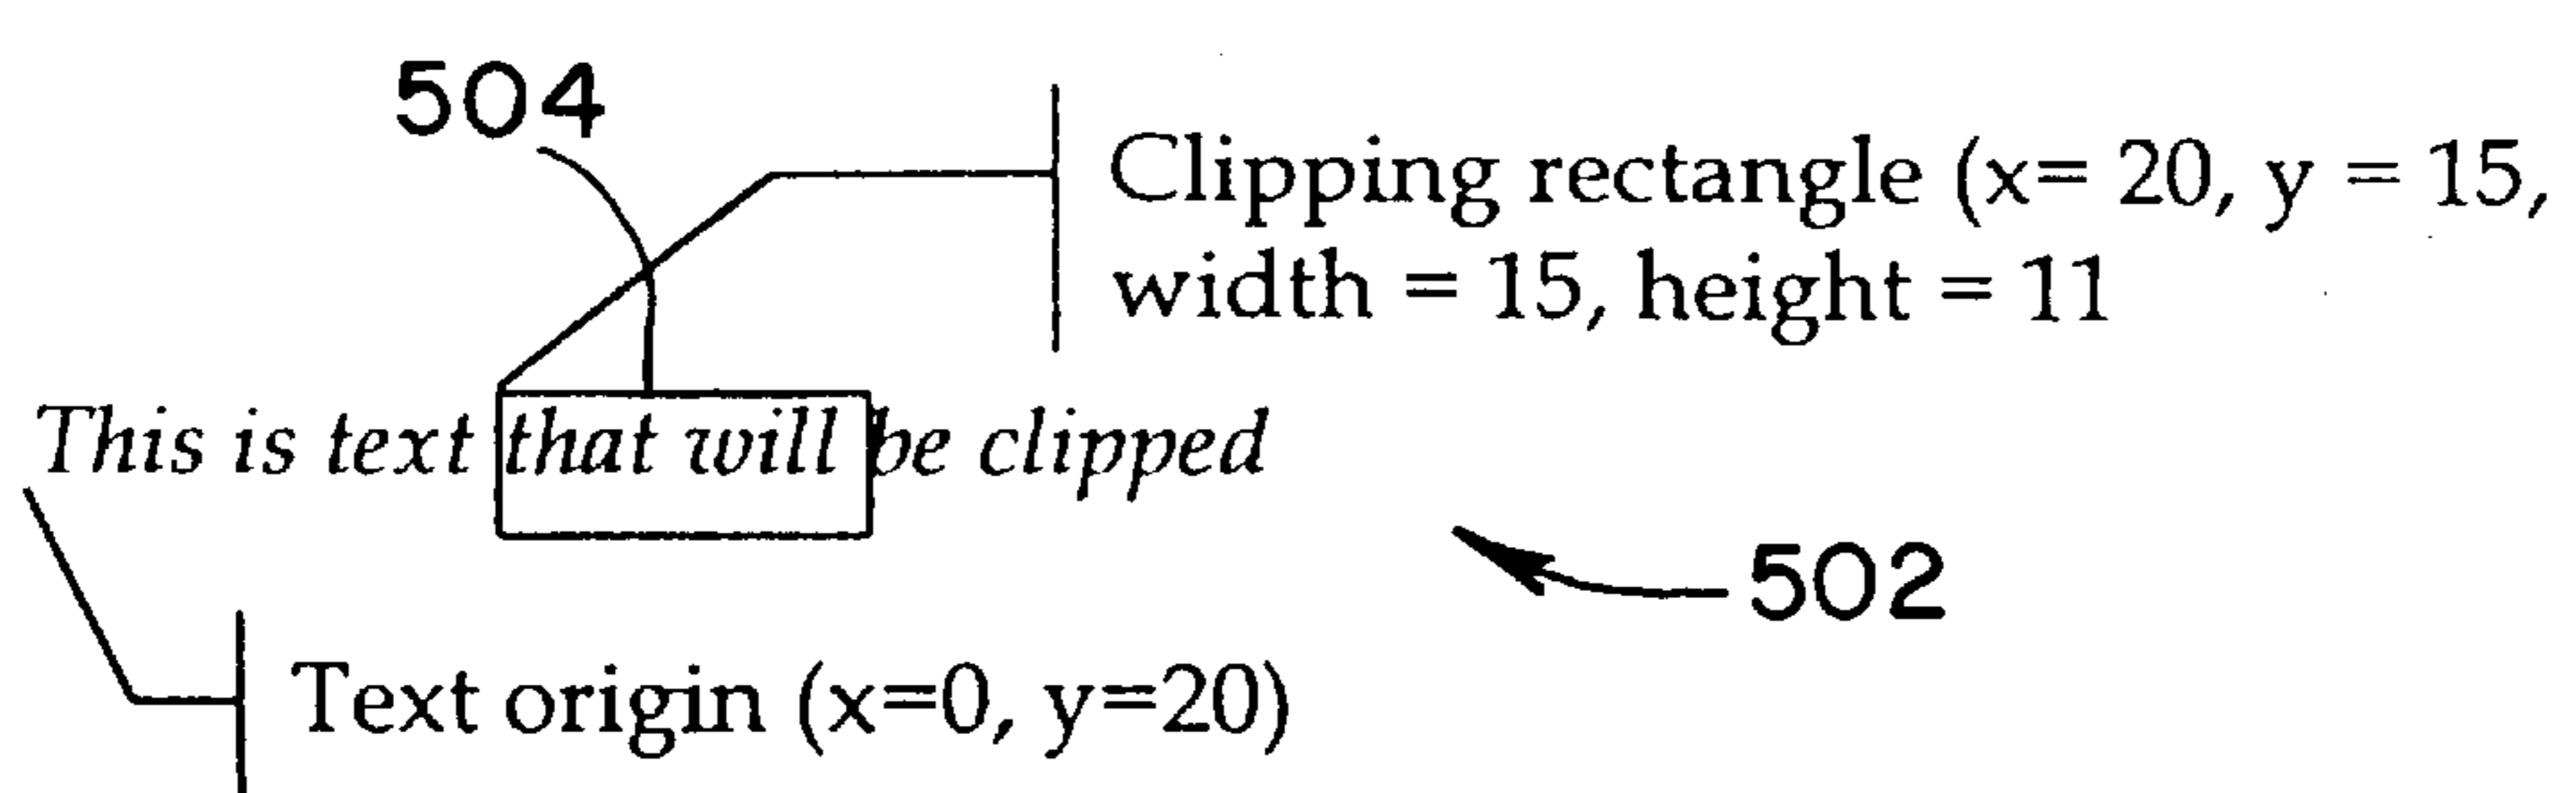 504
Clipping rectangle (x= 20, y = 15,
width = 15, height = 11
This is text that will be clipped
502
Text origin (x=0, y=20)